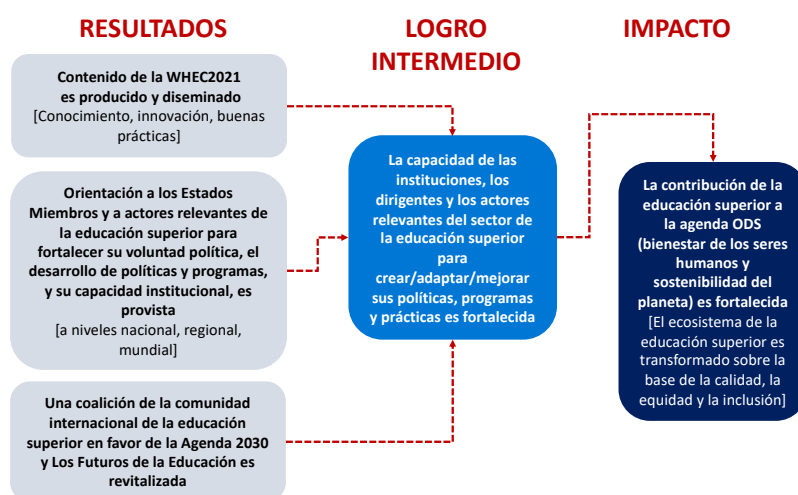 RESULTADOS
LOGRO
INTERMEDIO
IMPACTO
Contenido de la WHEC2021
es producido y diseminado
[Conocimiento, innovación, buenas
prácticas]
Orientación a los Estados
Miembros y a actores relevantes de
la educación superior para
fortalecer su voluntad política, el
desarrollo de políticas y programas,
y su capacidad institucional, es
provista
[a niveles nacional, regional,
mundial]
Una coalición de la comunidad
internacional de la educación
superior en favor de la Agenda 2030
y Los Futuros de la Educación es
revitalizada
La capacidad de las
instituciones, los
dirigentes y los actores
relevantes del sector de
la educación superior
para
crear/adaptar/mejorar
sus políticas, programas
y prácticas es fortalecida
La contribución de la
educación superior a
la agenda ODS
(bienestar de los seres
humanos y
sostenibilidad del
planeta) es fortalecida
[El ecosistema de la
educación superior es
transformado sobre la
base de la calidad, la
equidad y la inclusión]